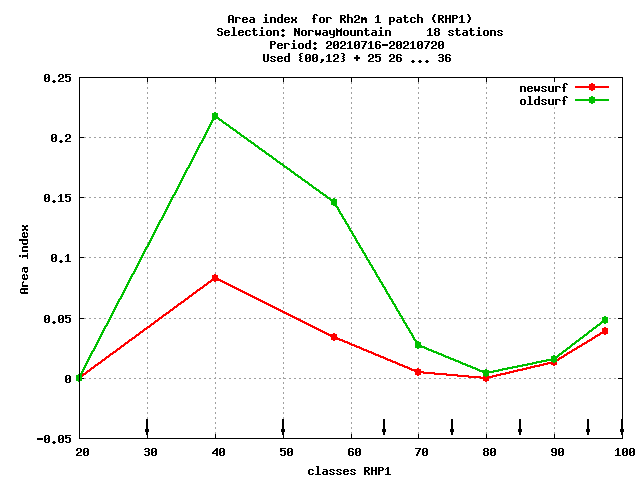 Area index  for Rh2m 1 patch (RHP1)
Selection: NorwayMountain     18 stations
Period: 20210716-20210720
Used {00,12} + 25 26 ... 36
0.25
newsurf
oldsurf
0.2
0.15
0.1
Area index
0.05
0
-0.05
20 30 40 50 60 70 80 90 100
classes RHP1